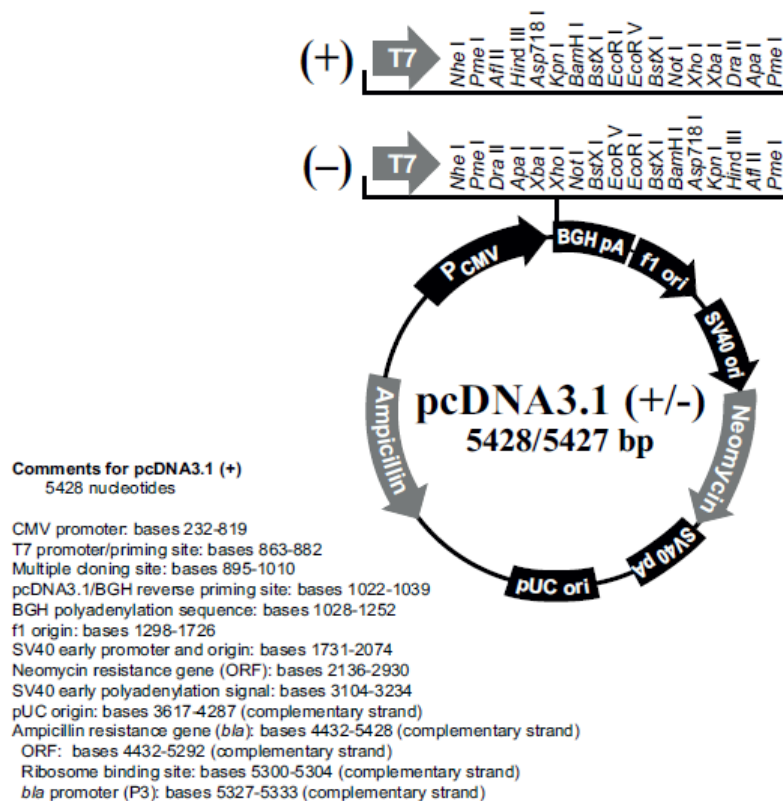 (+) T7 Nhe I Pme I Afl II Hind III Asp718 I Kpn I BamH I BstX I EcoR I EcoR V BstX I Not I Xho I Xba I Dra II Apa I Pme I
(–) T7 Nhe I Pme I Dra II Apa I Xba I Xho I Not I BstX I EcoR V EcoR I BstX I BamH I Asp718 I Kpn I Hind III Afl II Pme I
PCMV
BGH pA
f1 ori
SV40 ori
Neomycin
SV40 pA
pUC ori
Ampicillin
pcDNA3.1 (+/-)
5428/5427 bp
Comments for pcDNA3.1 (+)
5428 nucleotides
CMV promoter: bases 232-819
T7 promoter/priming site: bases 863-882
Multiple cloning site: bases 895-1010
pcDNA3.1/BGH reverse priming site: bases 1022-1039
BGH polyadenylation sequence: bases 1028-1252
f1 origin: bases 1298-1726
SV40 early promoter and origin: bases 1731-2074
Neomycin resistance gene (ORF): bases 2136-2930
SV40 early polyadenylation signal: bases 3104-3234
pUC origin: bases 3617-4287 (complementary strand)
Ampicillin resistance gene (bla): bases 4432-5428 (complementary strand)
ORF: bases 4432-5292 (complementary strand)
Ribosome binding site: bases 5300-5304 (complementary strand)
bla promoter (P3): bases 5327-5333 (complementary strand)